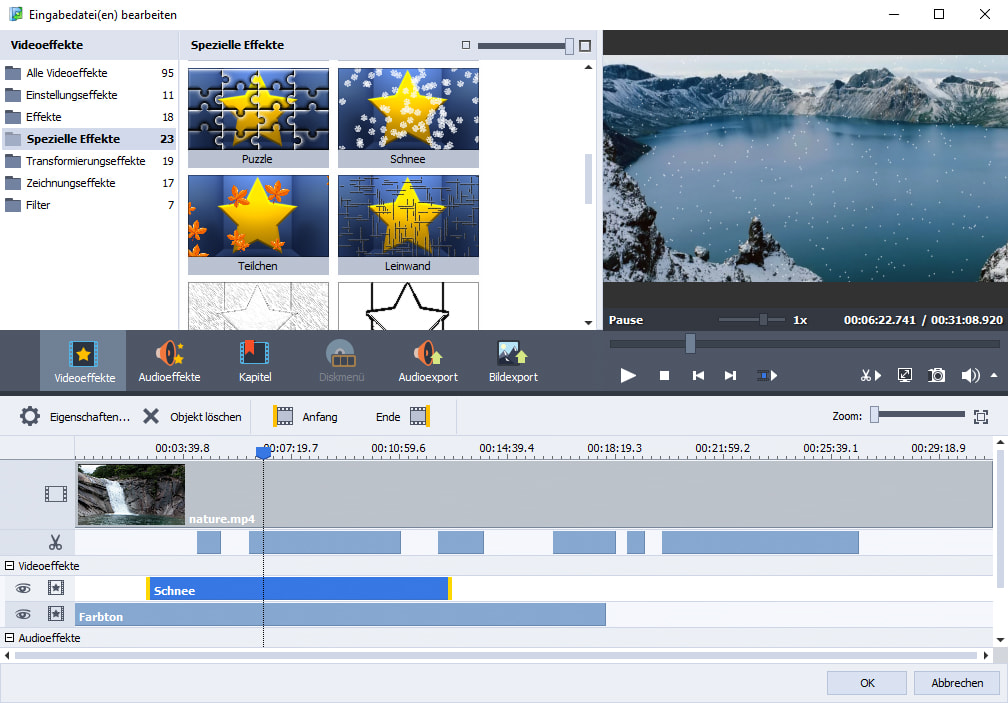 Eingabedatei(en) bearbeiten
Videoeffekte
Spezielle Effekte
Alle Videoeffekte 95
Einstellungseffekte 11
Effekte 18
Spezielle Effekte 23
Transformierungseffekte 19
Zeichnungseffekte 17
Filter 7
Puzzle
Schnee
Teilchen
Leinwand
Pause
1x
00:06:22.741 / 00:31:08.920
Videoeffekte
Audioeffekte
Kapitel
Diskmenü
Audioexport
Bildexport
Eigenschaften...
Objekt löschen
Anfang
Ende
Zoom:
00:03:39.8
00:07:19.7
00:10:59.6
00:14:39.4
00:18:19.3
00:21:59.2
00:25:39.1
00:29:18.9
nature.mp4
Videoeffekte
Schnee
Farbton
Audioeffekte
OK
Abbrechen